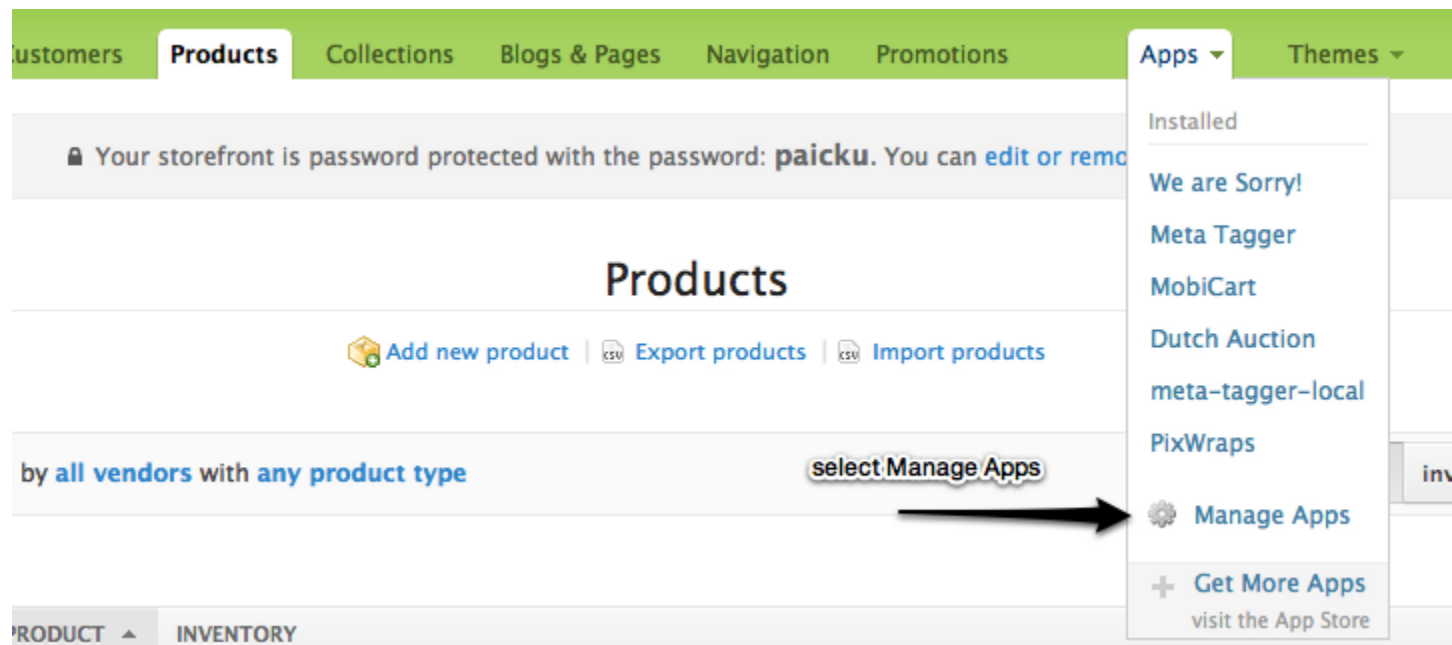 ustomers Products Collections Blogs & Pages Navigation Promotions Apps Themes
Installed
Your storefront is password protected with the password: paicku. You can edit or remo
We are Sorry!
Meta Tagger
Products
MobiCart
Add new product | csv Export products | csv Import products
Dutch Auction
meta-tagger-local
PixWraps
by all vendors with any product type
select Manage Apps
inv
Manage Apps
Get More Apps
visit the App Store
PRODUCT INVENTORY